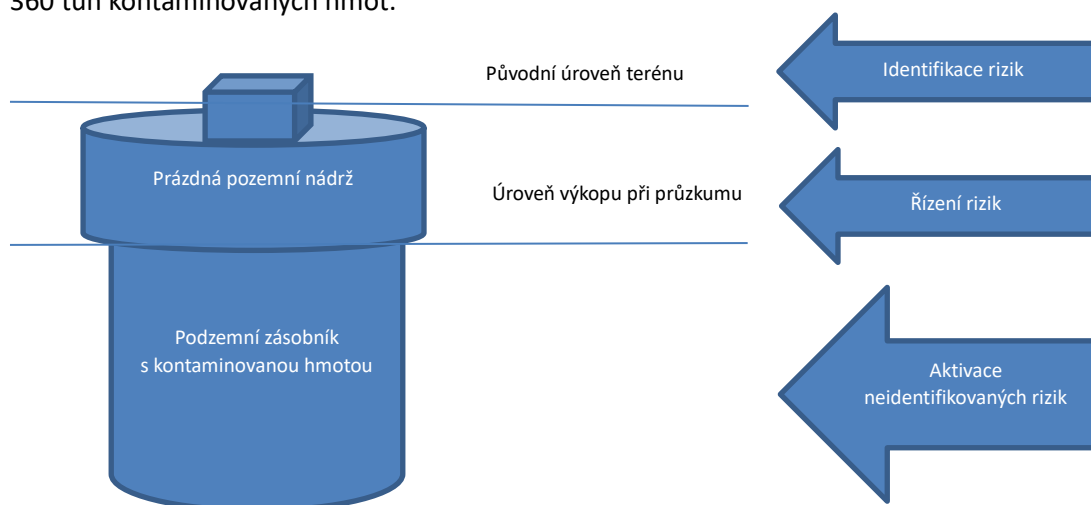 360 tun kontaminovaných hmot.
Původní úroveň terénu
Identifikace rizik
Prázdná pozemní nádrž
Úroveň výkopu při průzkumu
Řízení rizik
Podzemní zásobník
s kontaminovanou hmotou
Aktivace
neidentifikovaných rizik